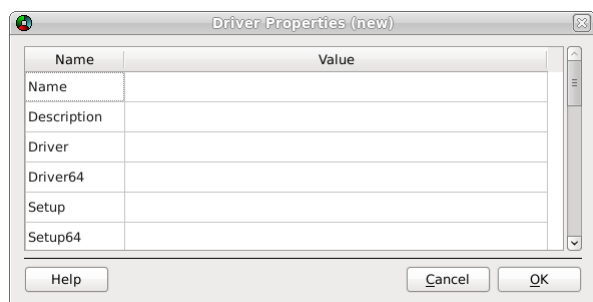 Driver Properties (new)
Name Value
Name
Description
Driver
Driver64
Setup
Setup64
Help Cancel OK